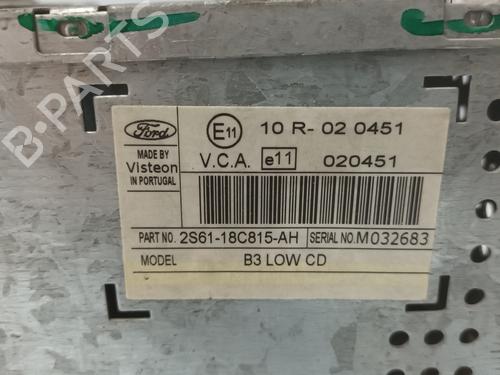 B-PARTS
Ford
E11
10 R- 02 0451
MADE BY
Visteon
IN PORTUGAL
V.C.A.
e11
020451
PART NO. 2S61-18C815-AH
SERIAL NO. M032683
MODEL
B3 LOW CD